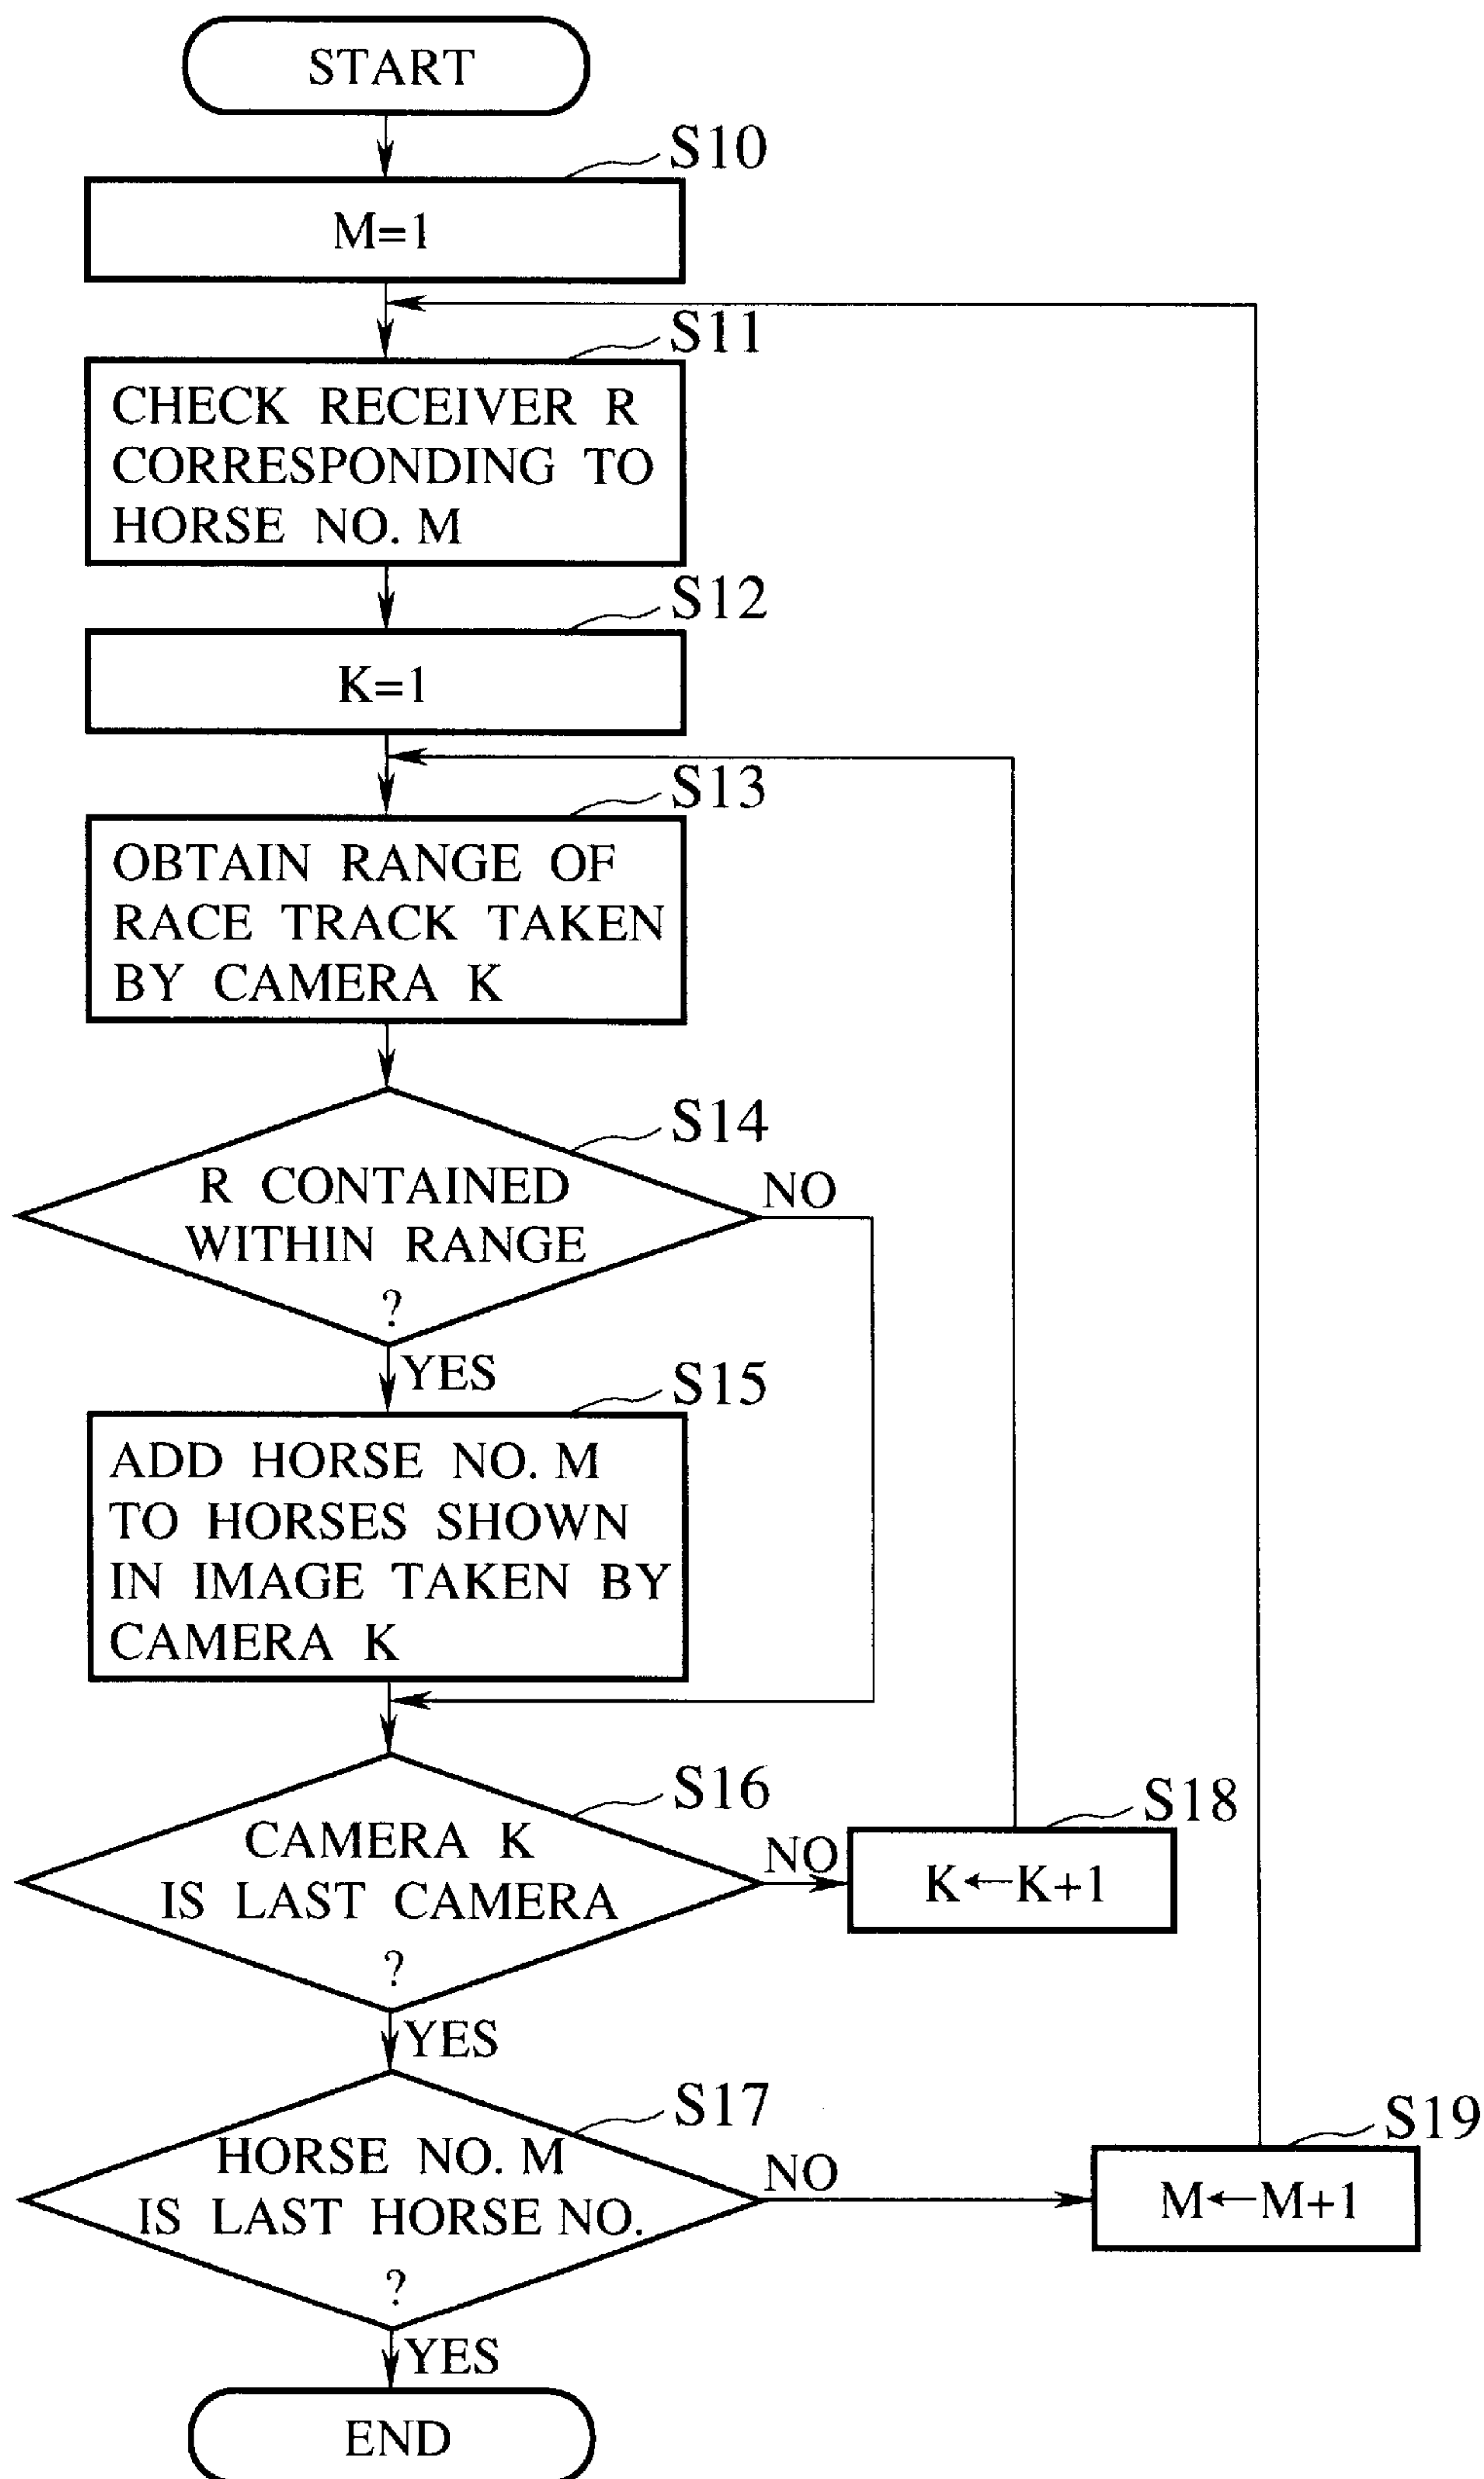 START
S10
M=1
S11
CHECK RECEIVER R
CORRESPONDING TO
HORSE NO. M
S12
K=1
S13
OBTAIN RANGE OF
RACE TRACK TAKEN
BY CAMERA K
S14
R CONTAINED
WITHIN RANGE
?
NO
YES
S15
ADD HORSE NO. M
TO HORSES SHOWN
IN IMAGE TAKEN BY
CAMERA K
S16
CAMERA K
IS LAST CAMERA
?
NO
S18
K←K+1
YES
S17
HORSE NO. M
IS LAST HORSE NO.
?
NO
S19
M←M+1
YES
END